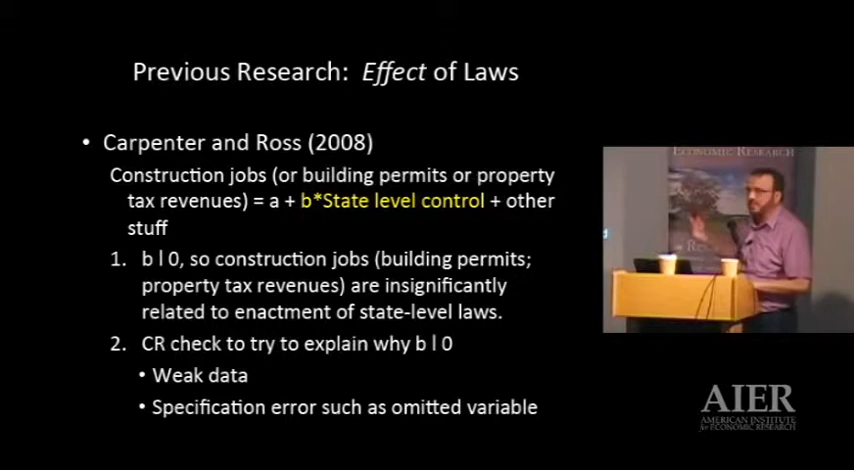 Previous Research: Effect of Laws
• Carpenter and Ross (2008)
Construction jobs (or building permits or property
tax revenues) = a + b*State level control + other
stuff
1. b l 0, so construction jobs (building permits;
property tax revenues) are insignificantly
related to enactment of state-level laws.
2. CR check to try to explain why b l 0
• Weak data
• Specification error such as omitted variable
ECONOMIC RESEARCH
AIER
AMERICAN INSTITUTE
for ECONOMIC RESEARCH